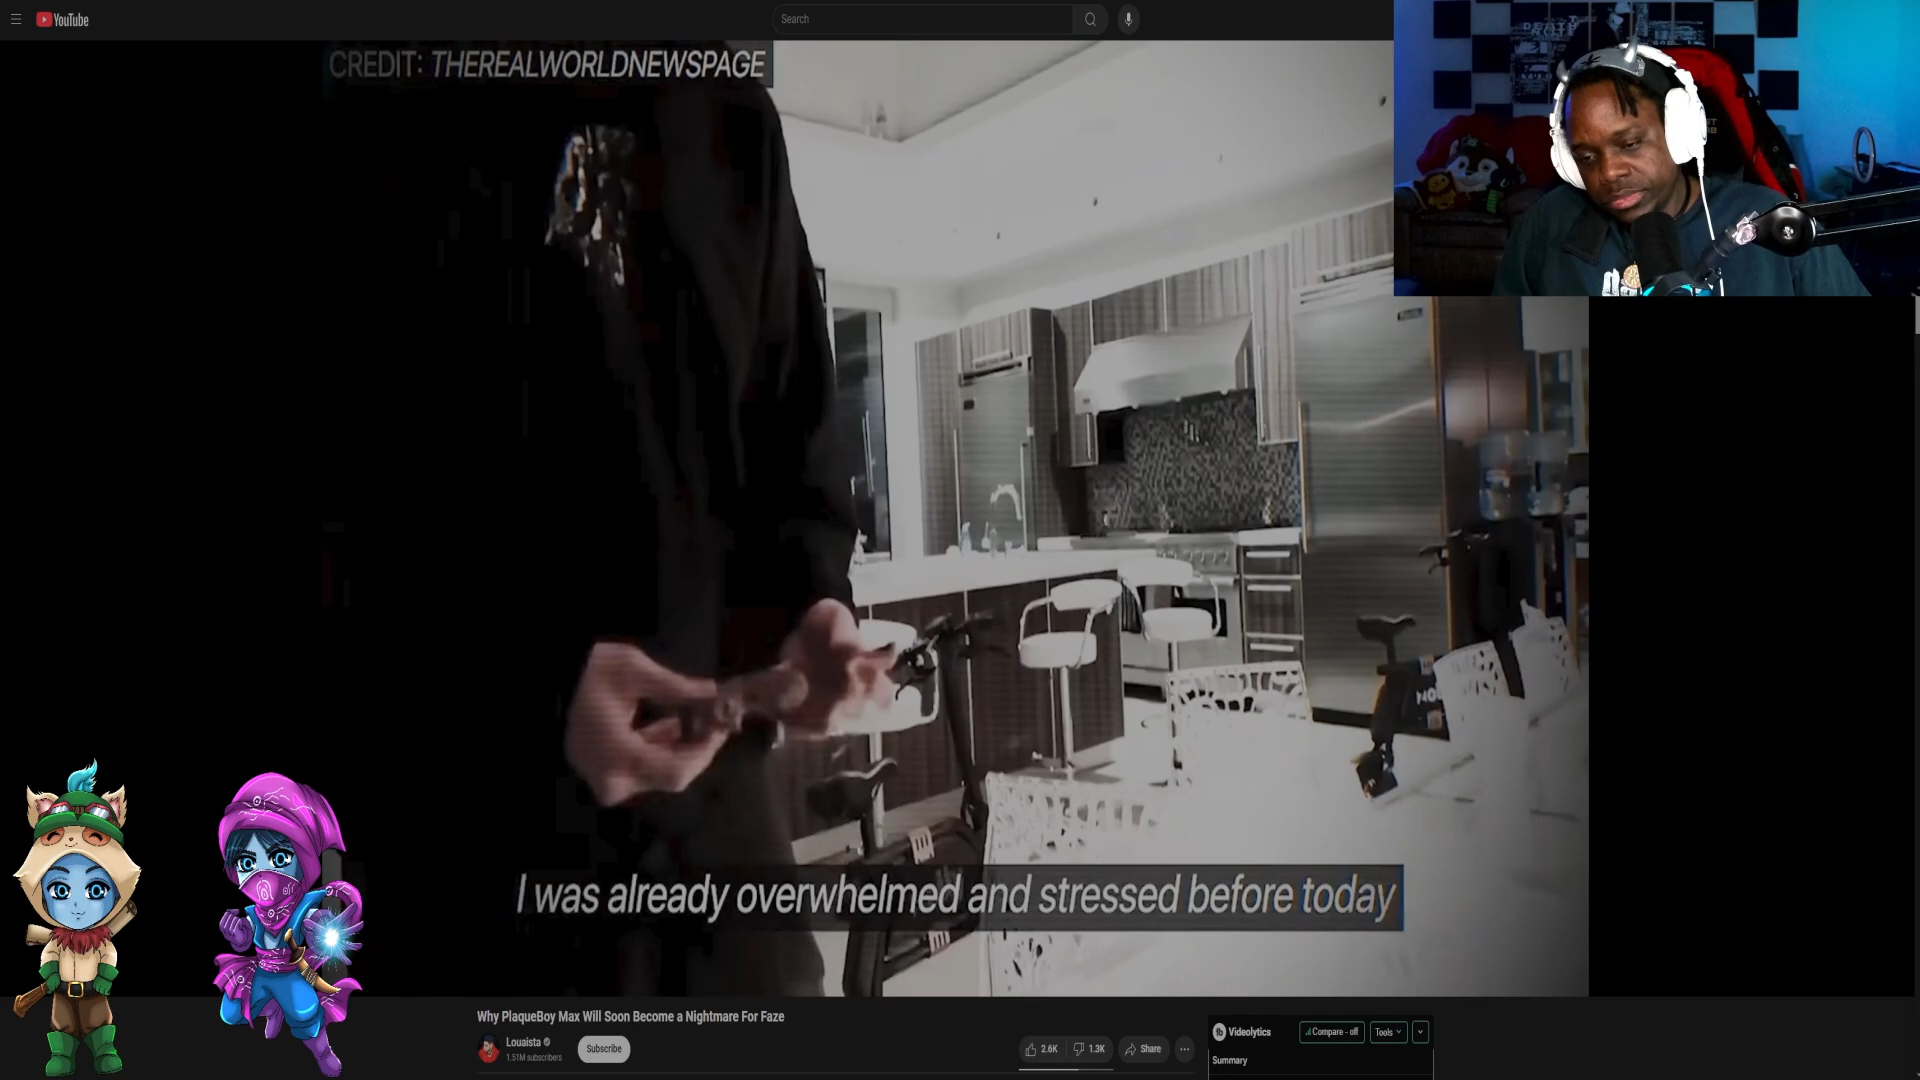 YouTube
Search
CREDIT: THEREALWORLDNEWSPAGE
I was already overwhelmed and stressed before today
Why PlaqueBoy Max Will Soon Become a Nightmare For Faze
Louaista
1.51M subscribers
Subscribe
2.6K
1.3K
Share
Videolytics
Compare - off
Tools
Summary